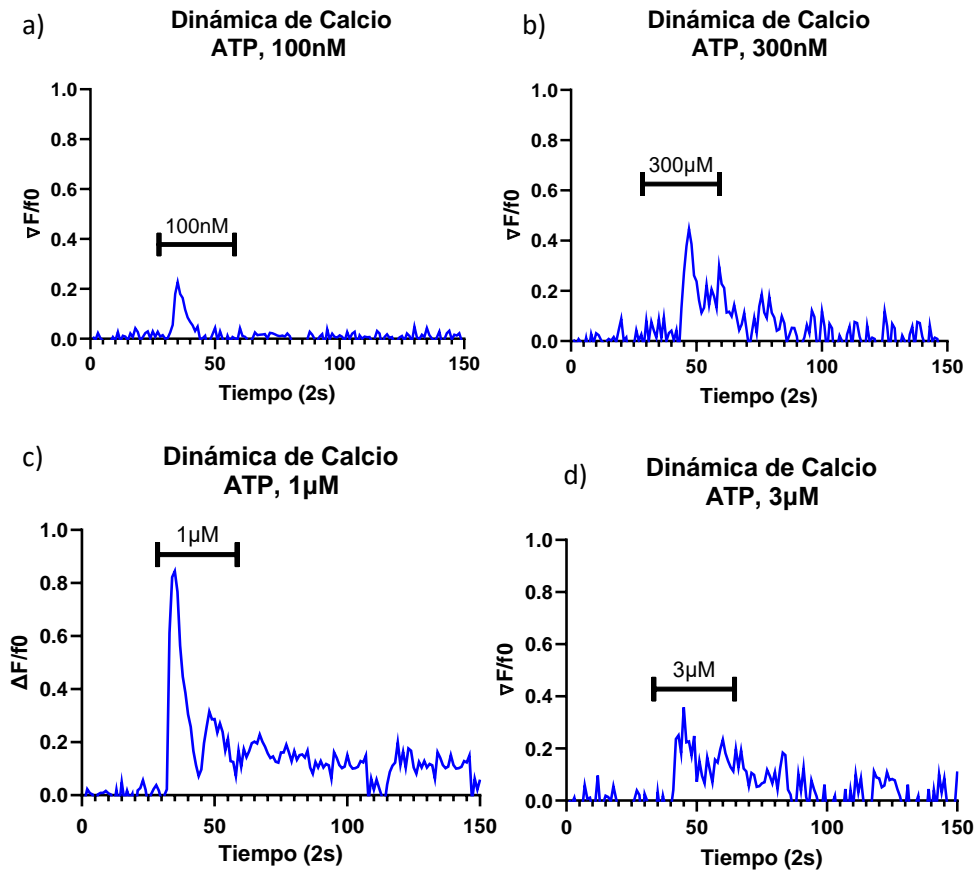 a)
Dinámica de Calcio
ATP, 100nM
1.0
0.8
0.6
0.4
0.2
0.0
∇F/f0
100nM
0
50
100
150
Tiempo (2s)
b)
Dinámica de Calcio
ATP, 300nM
1.0
0.8
0.6
0.4
0.2
0.0
∇F/f0
300µM
0
50
100
150
Tiempo (2s)
c)
Dinámica de Calcio
ATP, 1µM
1.0
0.8
0.6
0.4
0.2
0.0
ΔF/f0
1µM
0
50
100
150
Tiempo (2s)
d)
Dinámica de Calcio
ATP, 3µM
1.0
0.8
0.6
0.4
0.2
0.0
∇F/f0
3µM
0
50
100
150
Tiempo (2s)